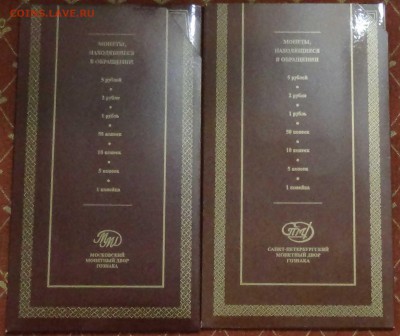 COINS.LAVE.RU
МОНЕТЫ,
НАХОДЯЩИЕСЯ
В ОБРАЩЕНИИ
5 рублей
2 рубля
1 рубль
50 копеек
10 копеек
5 копеек
1 копейка
ММД
МОСКОВСКИЙ
МОНЕТНЫЙ ДВОР
ГОЗНАКА
МОНЕТЫ,
НАХОДЯЩИЕСЯ
В ОБРАЩЕНИИ
5 рублей
2 рубля
1 рубль
50 копеек
10 копеек
5 копеек
1 копейка
САНКТ-ПЕТЕРБУРГСКИЙ
МОНЕТНЫЙ ДВОР
ГОЗНАКА